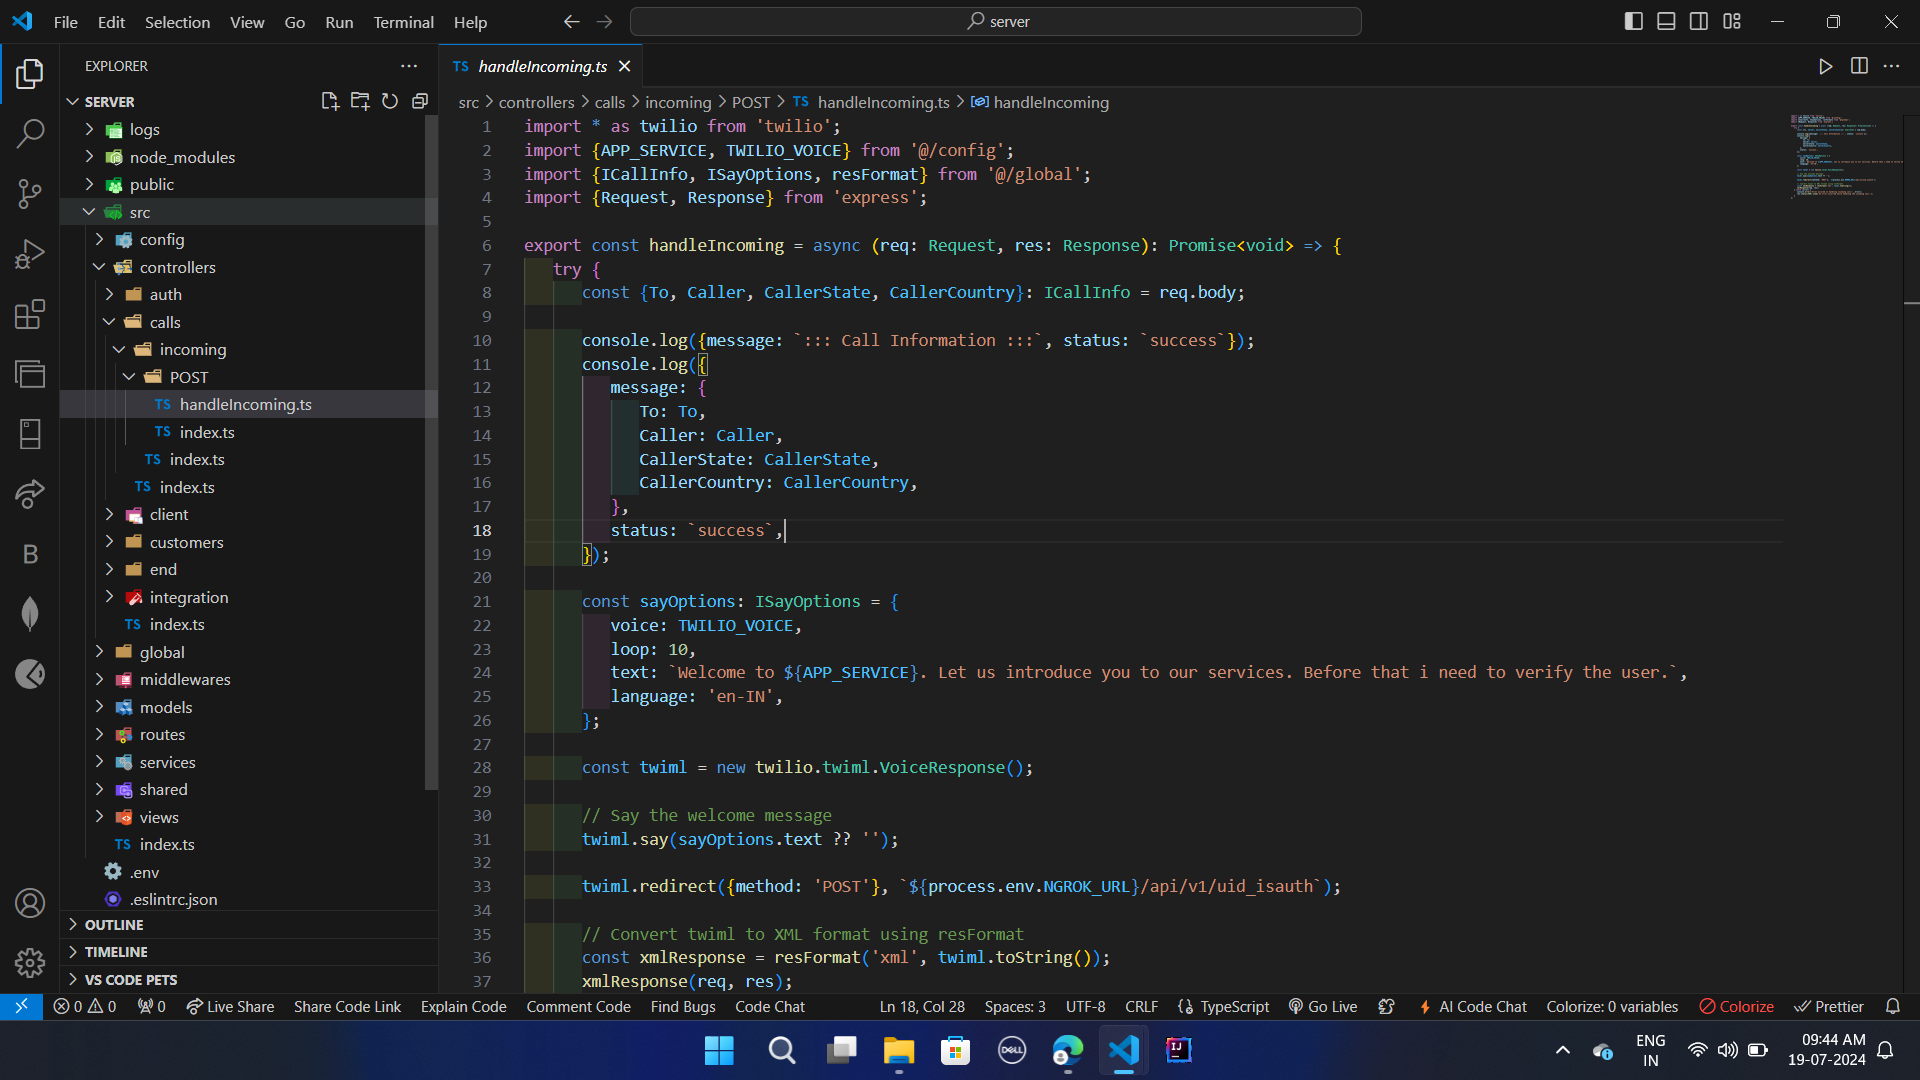 File Edit Selection View Go Run Terminal Help
server
EXPLORER
SERVER
logs
node_modules
public
src
config
controllers
auth
calls
incoming
POST
TS handleIncoming.ts
TS index.ts
TS index.ts
TS index.ts
client
customers
end
integration
TS index.ts
global
middlewares
models
routes
services
shared
views
TS index.ts
.env
.eslintrc.json
OUTLINE
TIMELINE
VS CODE PETS
B
TS handleIncoming.ts
src > controllers > calls > incoming > POST > TS handleIncoming.ts > handleIncoming
1 import * as twilio from 'twilio';
2 import {APP_SERVICE, TWILIO_VOICE} from '@/config';
3 import {ICallInfo, ISayOptions, resFormat} from '@/global';
4 import {Request, Response} from 'express';
5
6 export const handleIncoming = async (req: Request, res: Response): Promise<void> => {
7 try {
8 const {To, Caller, CallerState, CallerCountry}: ICallInfo = req.body;
9
10 console.log({message: `::: Call Information :::`, status: `success`});
11 console.log({
12 message: {
13 To: To,
14 Caller: Caller,
15 CallerState: CallerState,
16 CallerCountry: CallerCountry,
17 },
18 status: `success`,
19 });
20
21 const sayOptions: ISayOptions = {
22 voice: TWILIO_VOICE,
23 loop: 10,
24 text: `Welcome to ${APP_SERVICE}. Let us introduce you to our services. Before that i need to verify the user.`,
25 language: 'en-IN',
26 };
27
28 const twiml = new twilio.twiml.VoiceResponse();
29
30 // Say the welcome message
31 twiml.say(sayOptions.text ?? '');
32
33 twiml.redirect({method: 'POST'}, `${process.env.NGROK_URL}/api/v1/uid_isauth`);
34
35 // Convert twiml to XML format using resFormat
36 const xmlResponse = resFormat('xml', twiml.toString());
37 xmlResponse(req, res);
0 0 0 Live Share Share Code Link Explain Code Comment Code Find Bugs Code Chat Ln 18, Col 28 Spaces: 3 UTF-8 CRLF {} TypeScript Go Live AI Code Chat Colorize: 0 variables Colorize Prettier
DELL
IJ
ENG
IN
09:44 AM
19-07-2024